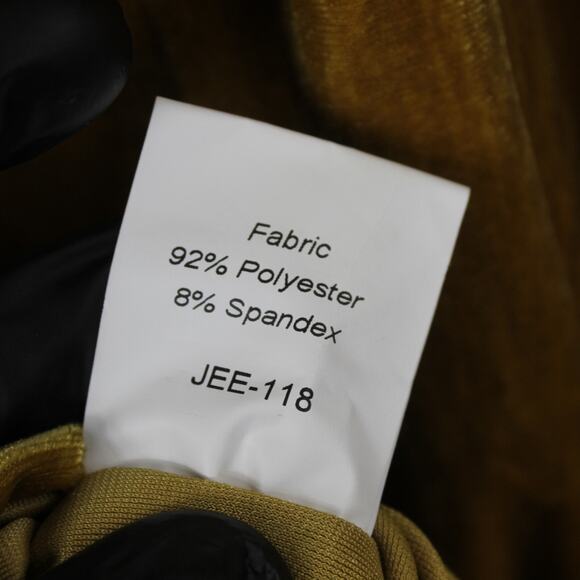 Fabric
92% Polyester
8% Spandex
JEE-118